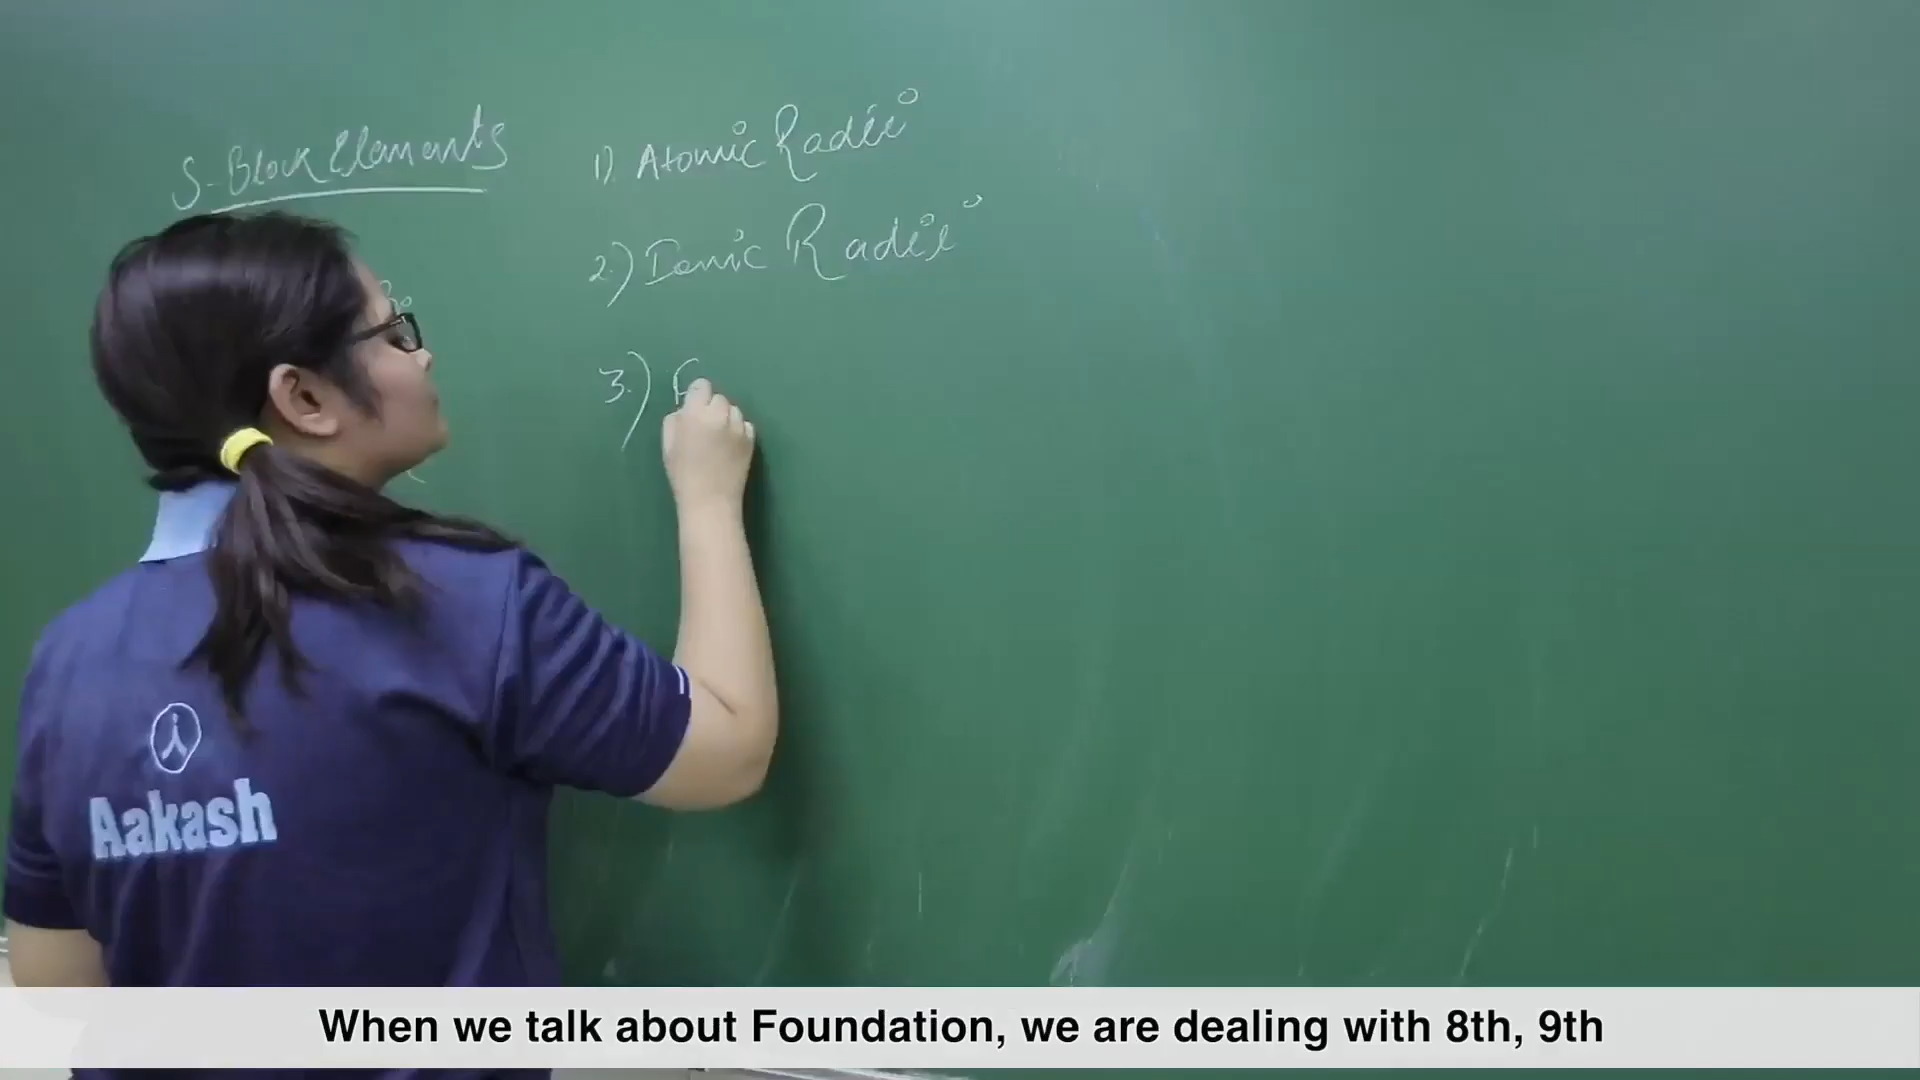 S-Block Elements
1). Atomic Radii
2.) Ionic Radii
3.)
Aakash
When we talk about Foundation, we are dealing with 8th, 9th